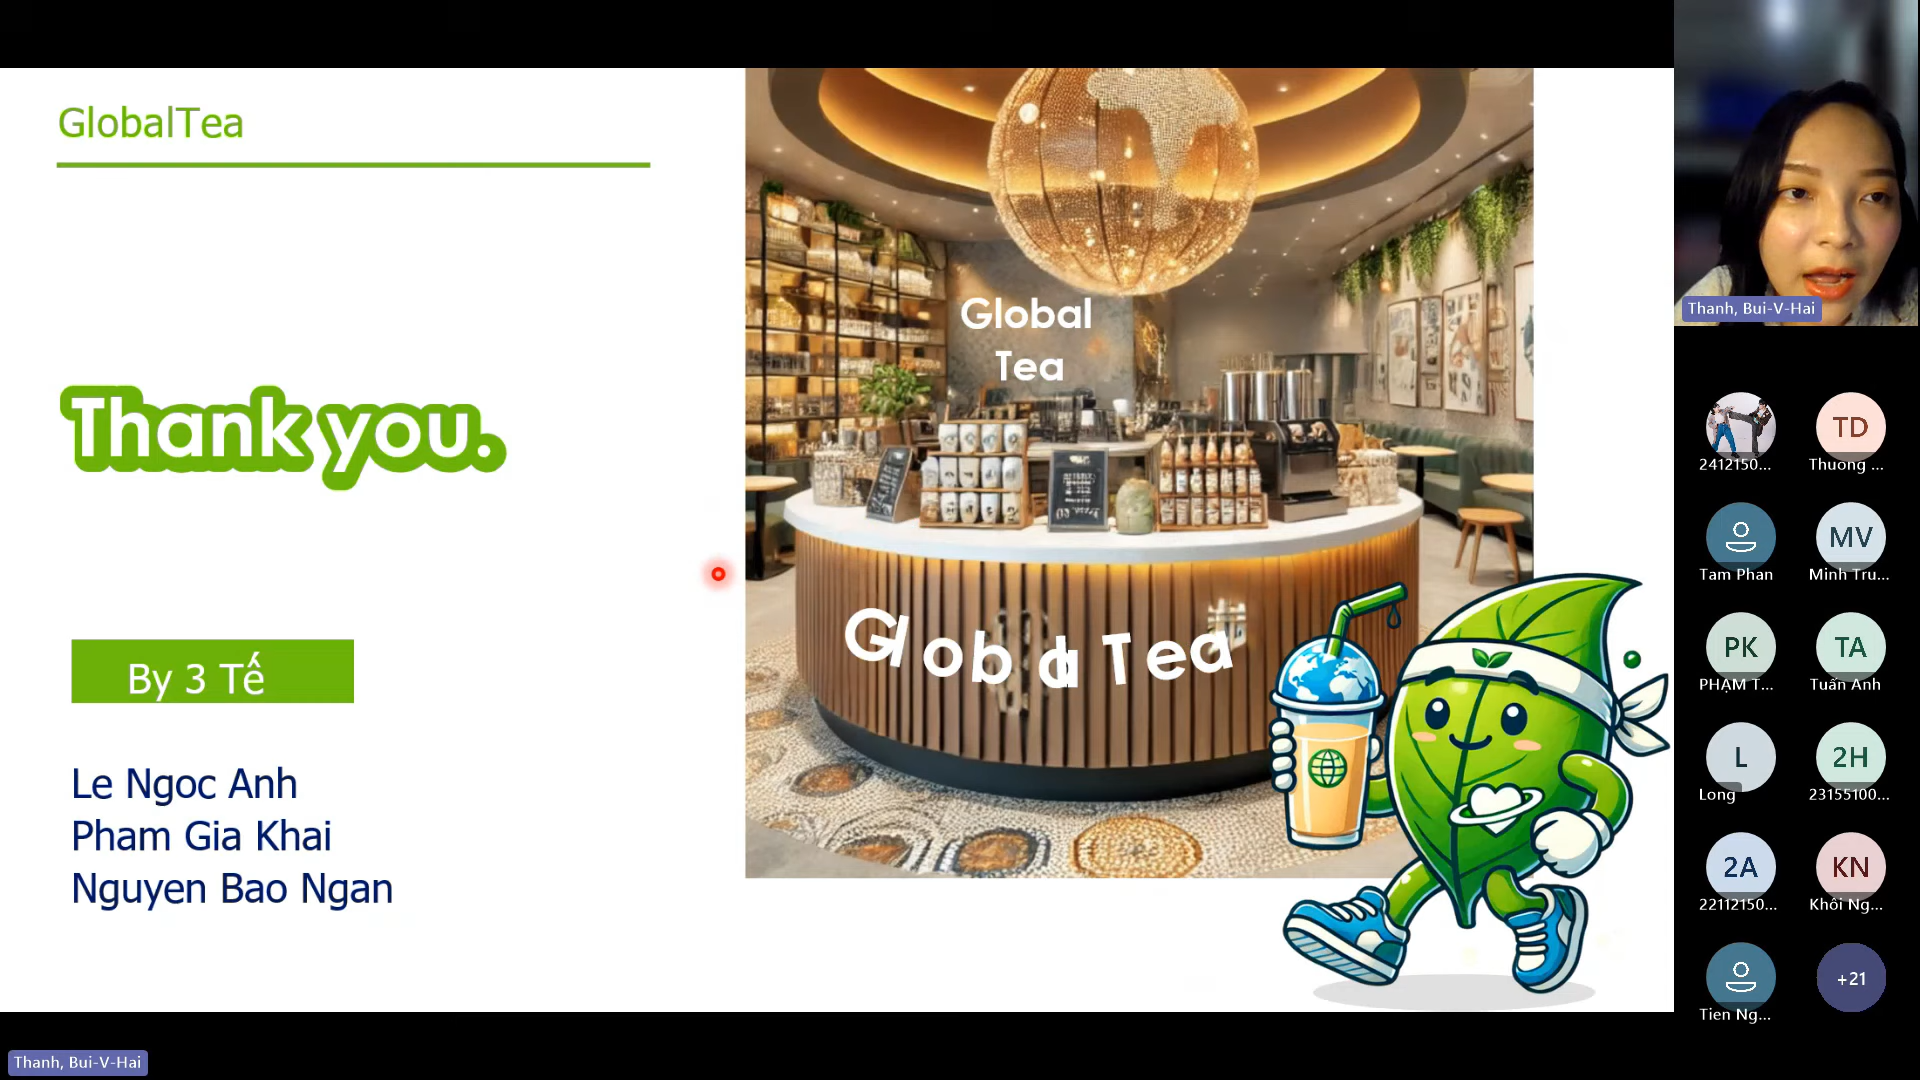 GlobalTea
Thank you.
By 3 Tế
Le Ngoc Anh
Pham Gia Khai
Nguyen Bao Ngan
Global
Tea
Global Tea
Thanh, Bui-V-Hai
2412150...
TD
Thuong ...
Tam Phan
MV
Minh Tru...
PK
PHẠM T...
TA
Tuấn Anh
L
Long
2H
23155100...
2A
22112150...
KN
Khôi Ng...
Tien Ng...
+21
Thanh, Bui-V-Hai